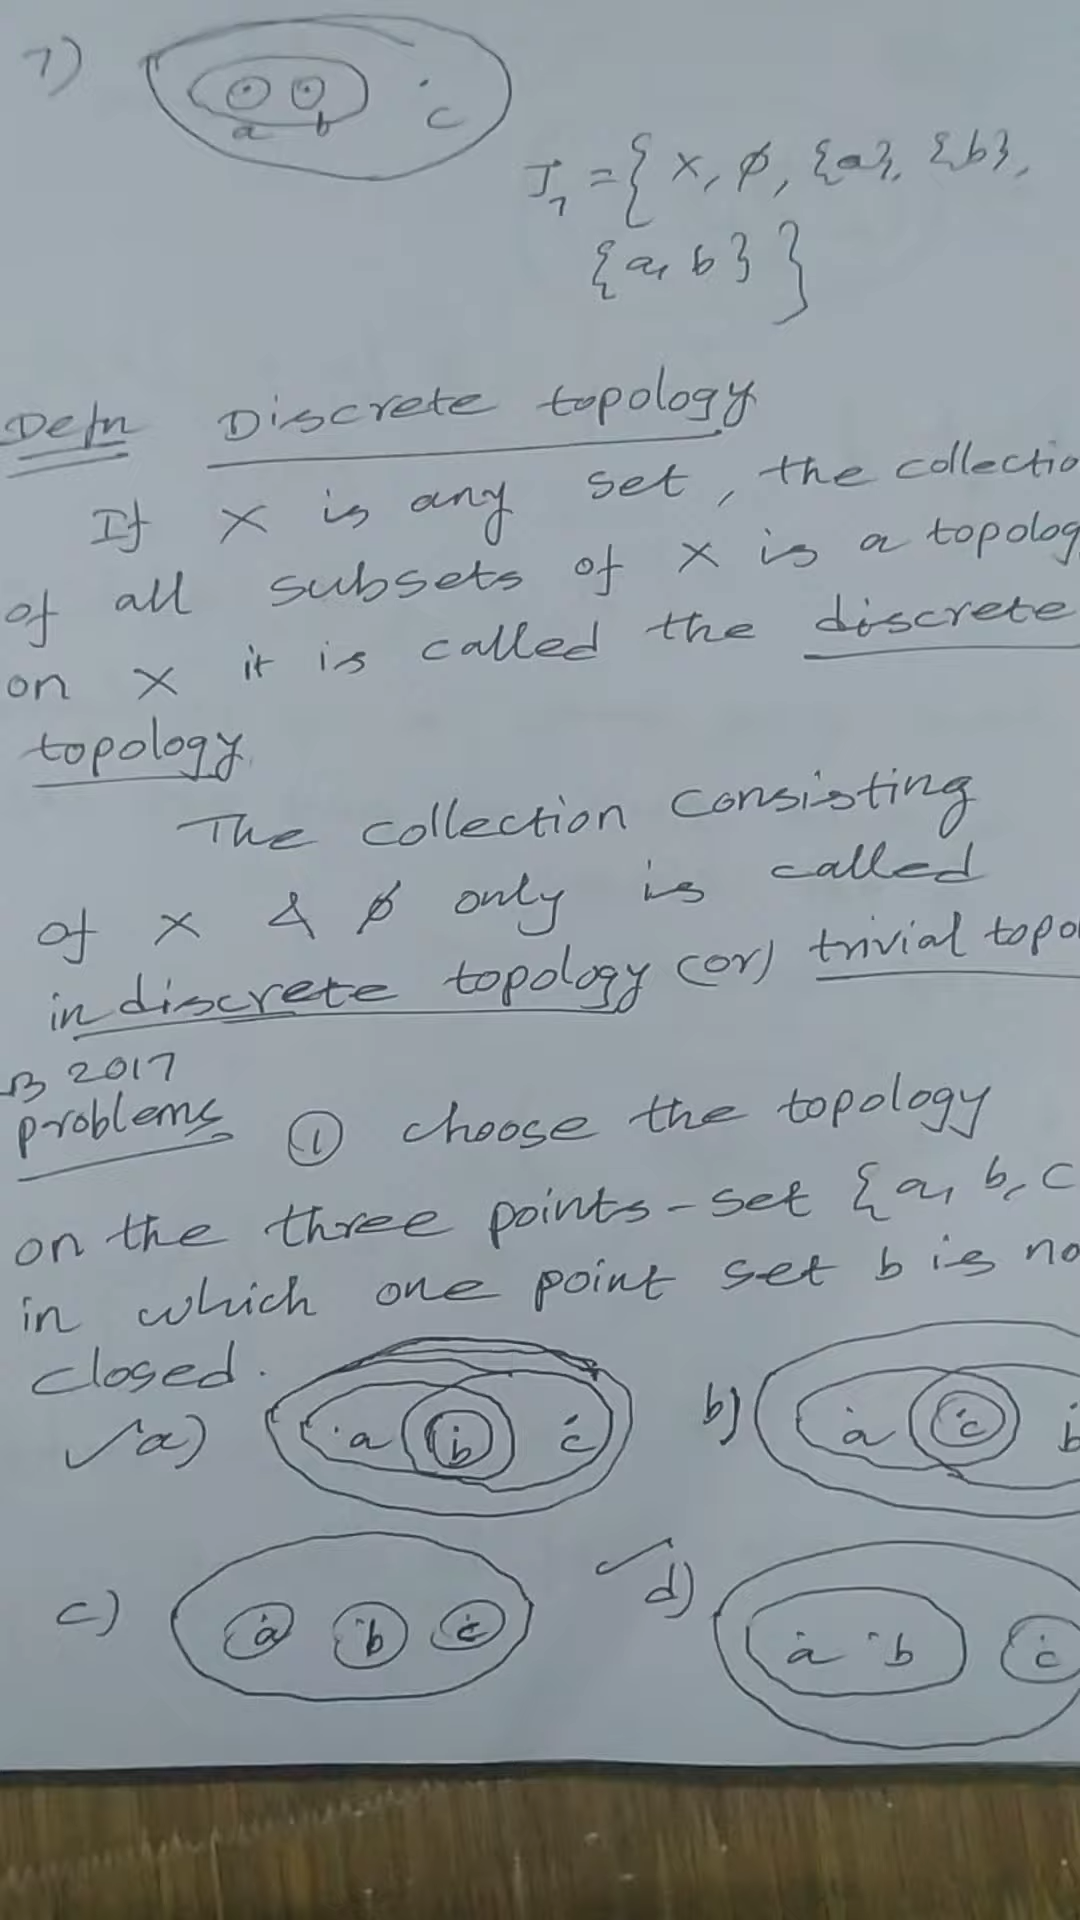 7)
a b c
J₇ = { X, ϕ, {a}, {b},
{a, b} }
Defn Discrete topology
If X is any set, the collectio
of all subsets of X is a topolog
on X it is called the discrete
topology.
The collection consisting
of X & ϕ only is called
indiscrete topology (or) trivial topo
2017
problems ① choose the topology
on the three points-set {a, b, c
in which one point set b is no
closed.
✓a) a b c b) a c b
c) a b c ✓d) a b c